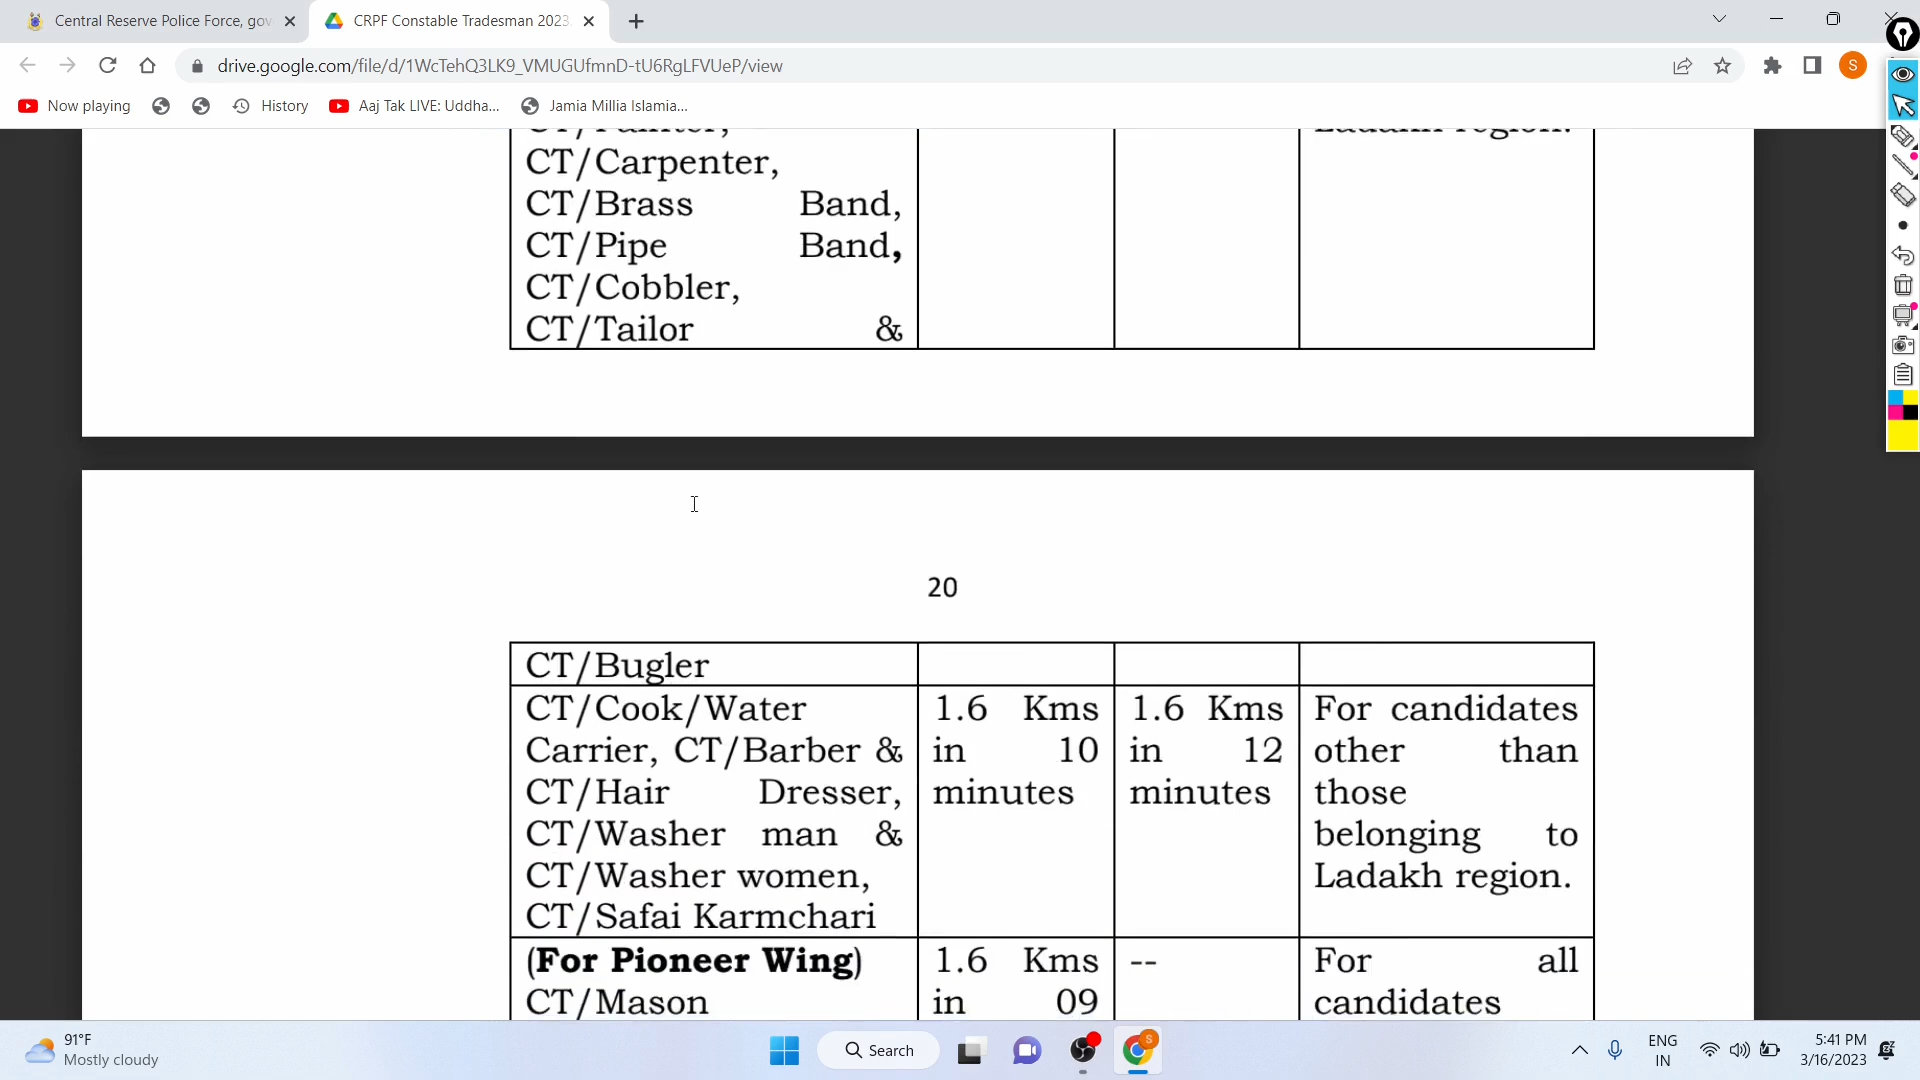 Central Reserve Police Force, gov
CRPF Constable Tradesman 2023
drive.google.com/file/d/1WcTehQ3LK9_VMUGUfmnD-tU6RgLFVUeP/view
S
Now playing
History
Aaj Tak LIVE: Uddha...
Jamia Millia Islamia...
CT/Painter,
Ladakh region.
CT/Carpenter,
CT/Brass Band,
CT/Pipe Band,
CT/Cobbler,
CT/Tailor &
20
CT/Bugler
CT/Cook/Water
Carrier, CT/Barber &
CT/Hair Dresser,
CT/Washer man &
CT/Washer women,
CT/Safai Karmchari
1.6 Kms
in 10
minutes
1.6 Kms
in 12
minutes
For candidates
other than
those
belonging to
Ladakh region.
(For Pioneer Wing)
CT/Mason
1.6 Kms
in 09
--
For all
candidates
91°F
Mostly cloudy
Search
S
ENG
IN
5:41 PM
3/16/2023